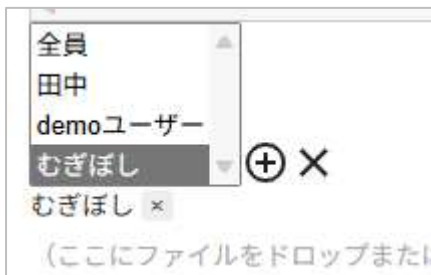 全員
田中
demoユーザー
むぎぼし
むぎぼし ×
（ここにファイルをドロップまたは